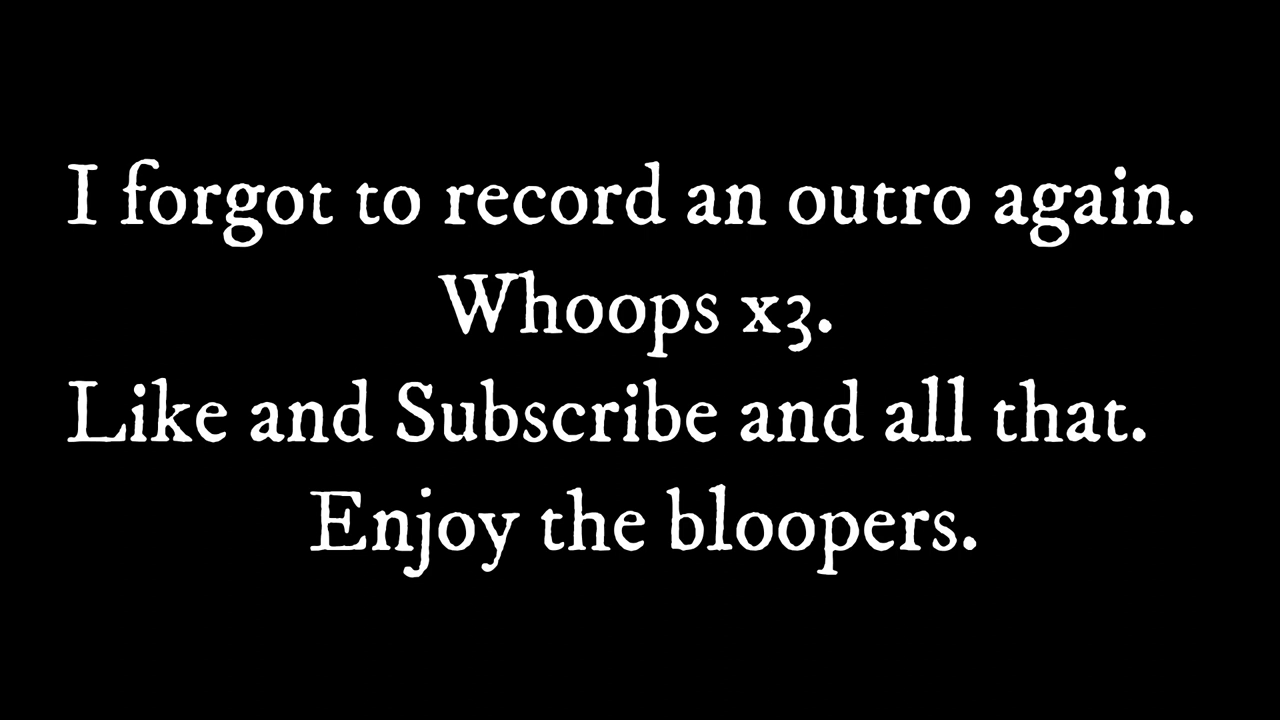 I forgot to record an outro again.
Whoops x3.
Like and Subscribe and all that.
Enjoy the bloopers.